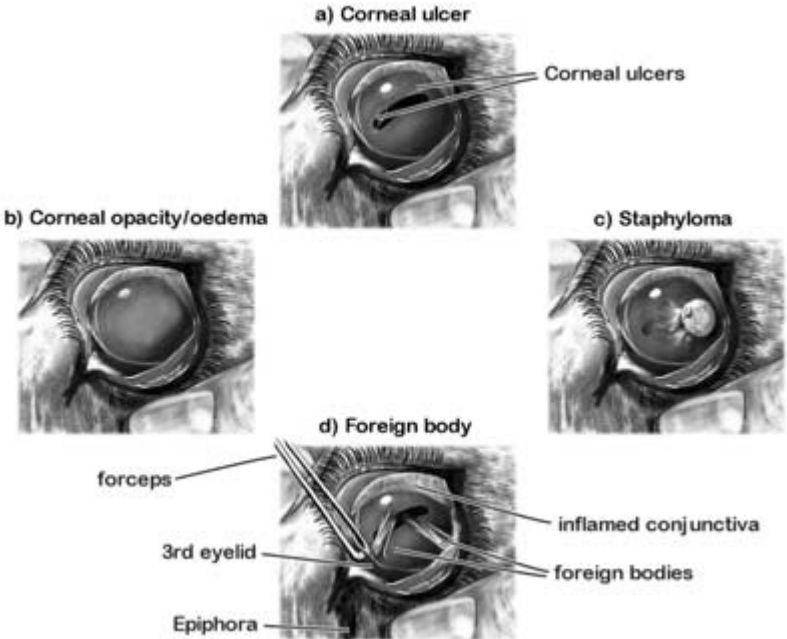 a) Corneal ulcer
Corneal ulcers
b) Corneal opacity/oedema
c) Staphyloma
d) Foreign body
forceps
inflamed conjunctiva
3rd eyelid
foreign bodies
Epiphora